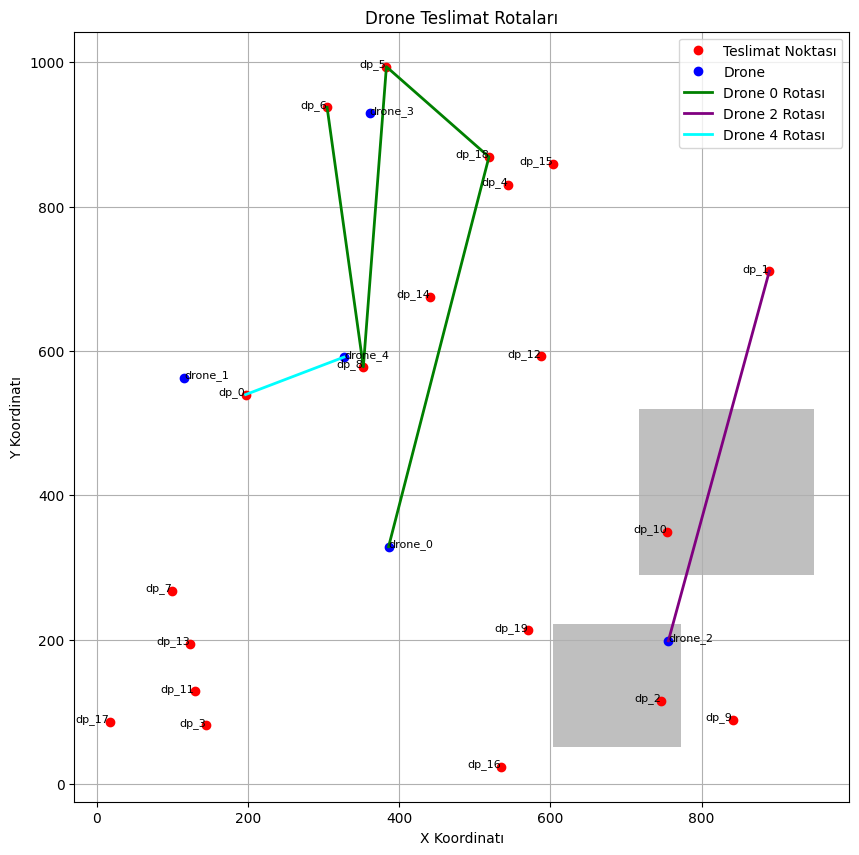 Drone Teslimat Rotaları
Teslimat Noktası
Drone
Drone 0 Rotası
Drone 2 Rotası
Drone 4 Rotası
dp_5
dp_6
drone_3
dp_18
dp_15
dp_4
dp_1
dp_14
dp_12
drone_4
dp_8
drone_1
dp_0
dp_10
drone_0
dp_7
dp_19
dp_13
drone_2
dp_11
dp_2
dp_17
dp_3
dp_9
dp_16
Y Koordinatı
1000
800
600
400
200
0
0 200 400 600 800
X Koordinatı